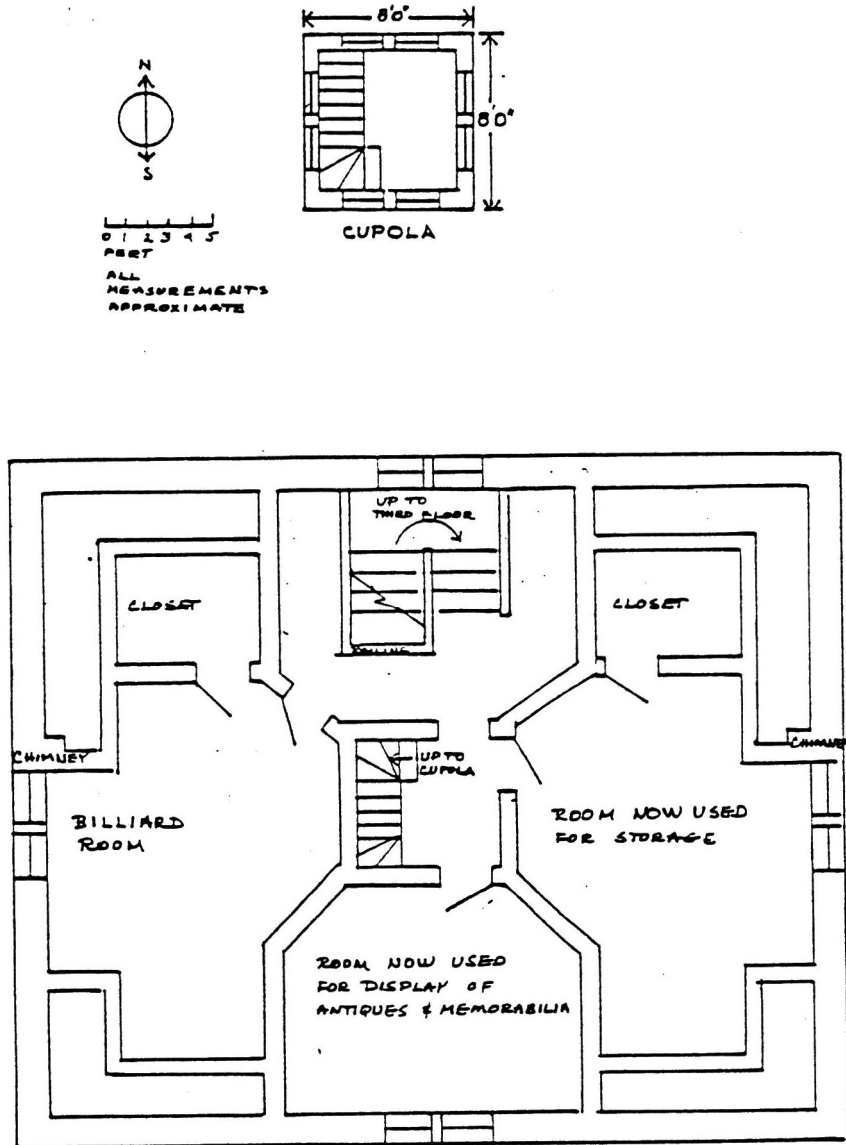 8'0"
N
8'0"
S
CUPOLA
0 1 2 3 4 5
FEET
ALL
MEASUREMENTS
APPROXIMATE
UP TO
THIRD FLOOR
CLOSET
CLOSET
RAILING
CHIMNEY
UP TO
CUPOLA
CHIMNEY
BILLIARD
ROOM
ROOM NOW USED
FOR STORAGE
ROOM NOW USED
FOR DISPLAY OF
ANTIQUES & MEMORABILIA